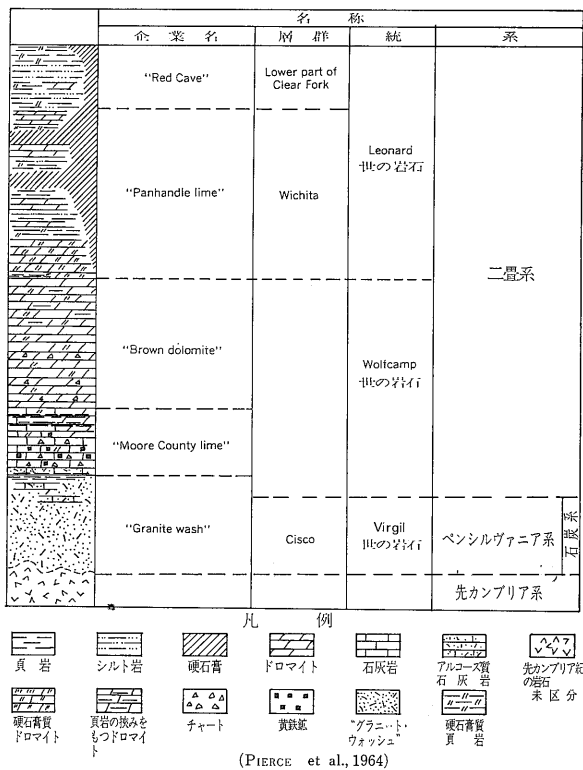 名称
企業名 層群 統 系
"Red Cave"
Lower part of
Clear Fork
"Panhandle lime"
Wichita
Leonard
世の岩石
二畳系
"Brown dolomite"
Wolfcamp
世の岩石
"Moore County lime"
"Granite wash"
Cisco
Virgil
世の岩石
ペンシルヴァニア系
石炭系
先カンブリア系
凡例
頁岩
シルト岩
硬石膏
ドロマイト
石灰岩
アルコーズ質
石灰岩
先カンブリア紀
の岩石
未区分
硬石膏質
ドロマイト
頁岩の挟みを
もつドロマイ
ト
チャート
黄鉄鉱
"グラニット・
ウォッシュ"
硬石膏質
頁岩
(PIERCE et al., 1964)